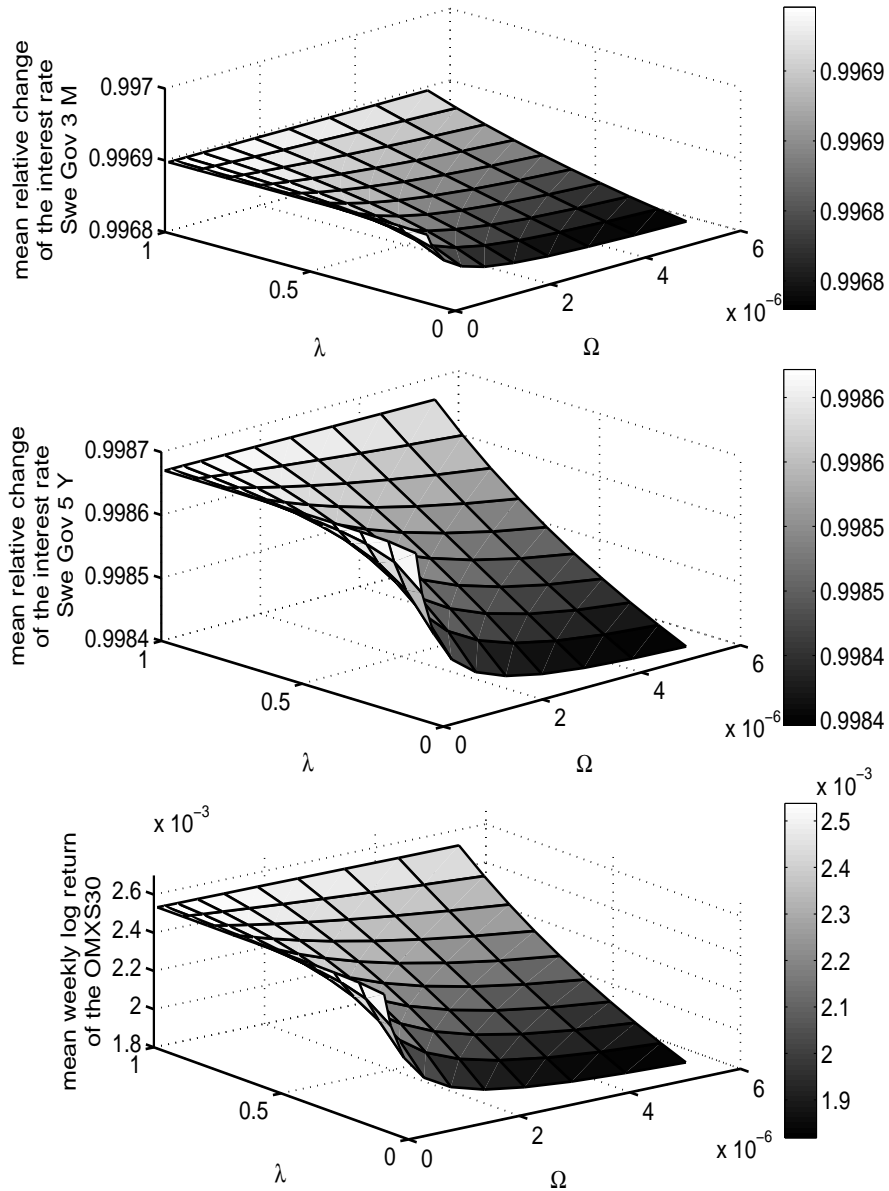 mean relative change
of the interest rate
Swe Gov 3 M
0.997
0.9969
0.9968
1
0.5
0
λ
0
2
4
6
x 10⁻⁶
Ω
0.9969
0.9969
0.9968
0.9968
mean relative change
of the interest rate
Swe Gov 5 Y
0.9987
0.9986
0.9985
0.9984
1
0.5
0
λ
0
2
4
6
x 10⁻⁶
Ω
0.9986
0.9986
0.9985
0.9985
0.9984
0.9984
mean weekly log return
of the OMXS30
x 10⁻³
2.6
2.4
2.2
2
1.8
1
0.5
0
λ
0
2
4
6
x 10⁻⁶
Ω
x 10⁻³
2.5
2.4
2.3
2.2
2.1
2
1.9